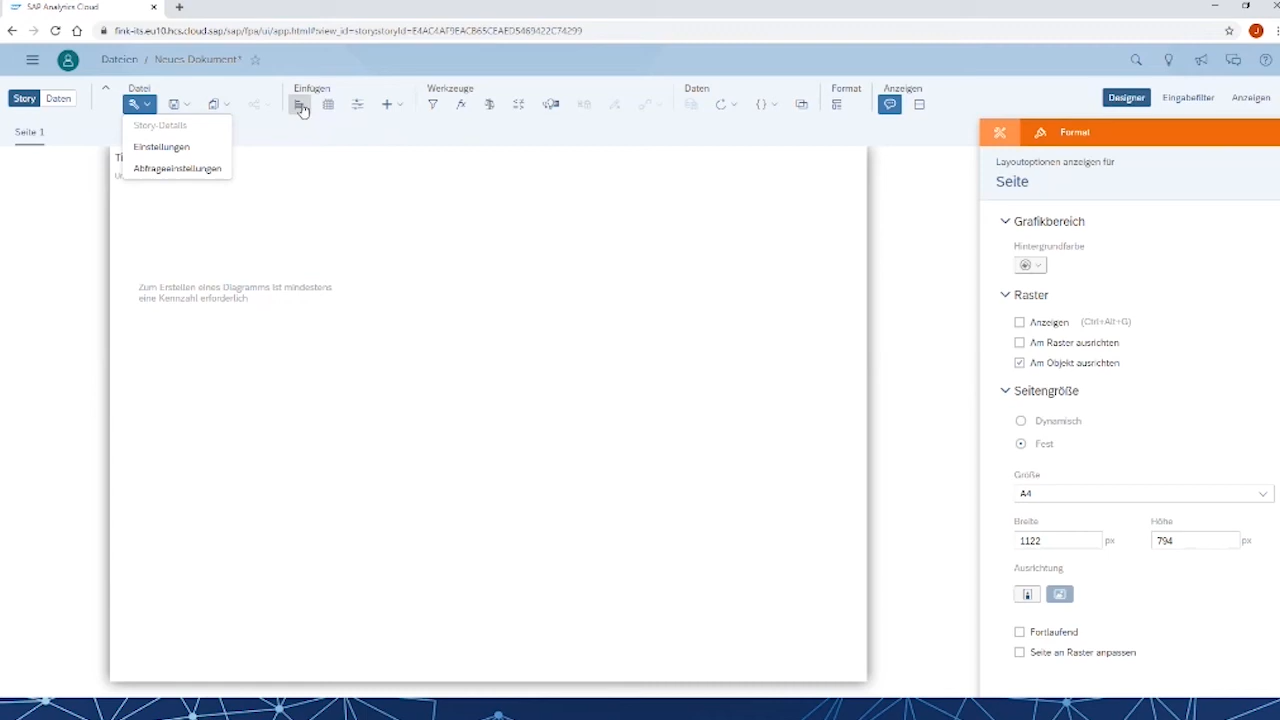 SAP Analytics Cloud
fink-its.eu10.hcs.cloud.sap/sap/fpa/ui/app.html#;view_id=story;storyId=E4AC4AF9EACB65CEAED5469422C74299
J
Dateien / Neues Dokument*
Story Daten
Datei
Einfügen
Werkzeuge
Daten
Format
Anzeigen
Designer Eingabefilter Anzeigen
Story-Details
Einstellungen
Abfrageeinstellungen
Seite 1
Zum Erstellen eines Diagramms ist mindestens
eine Kennzahl erforderlich
Format
Layoutoptionen anzeigen für
Seite
Grafikbereich
Hintergrundfarbe
Raster
Anzeigen (Ctrl+Alt+G)
Am Raster ausrichten
Am Objekt ausrichten
Seitengröße
Dynamisch
Fest
Größe
A4
Breite Höhe
1122 px 794 px
Ausrichtung
Fortlaufend
Seite an Raster anpassen